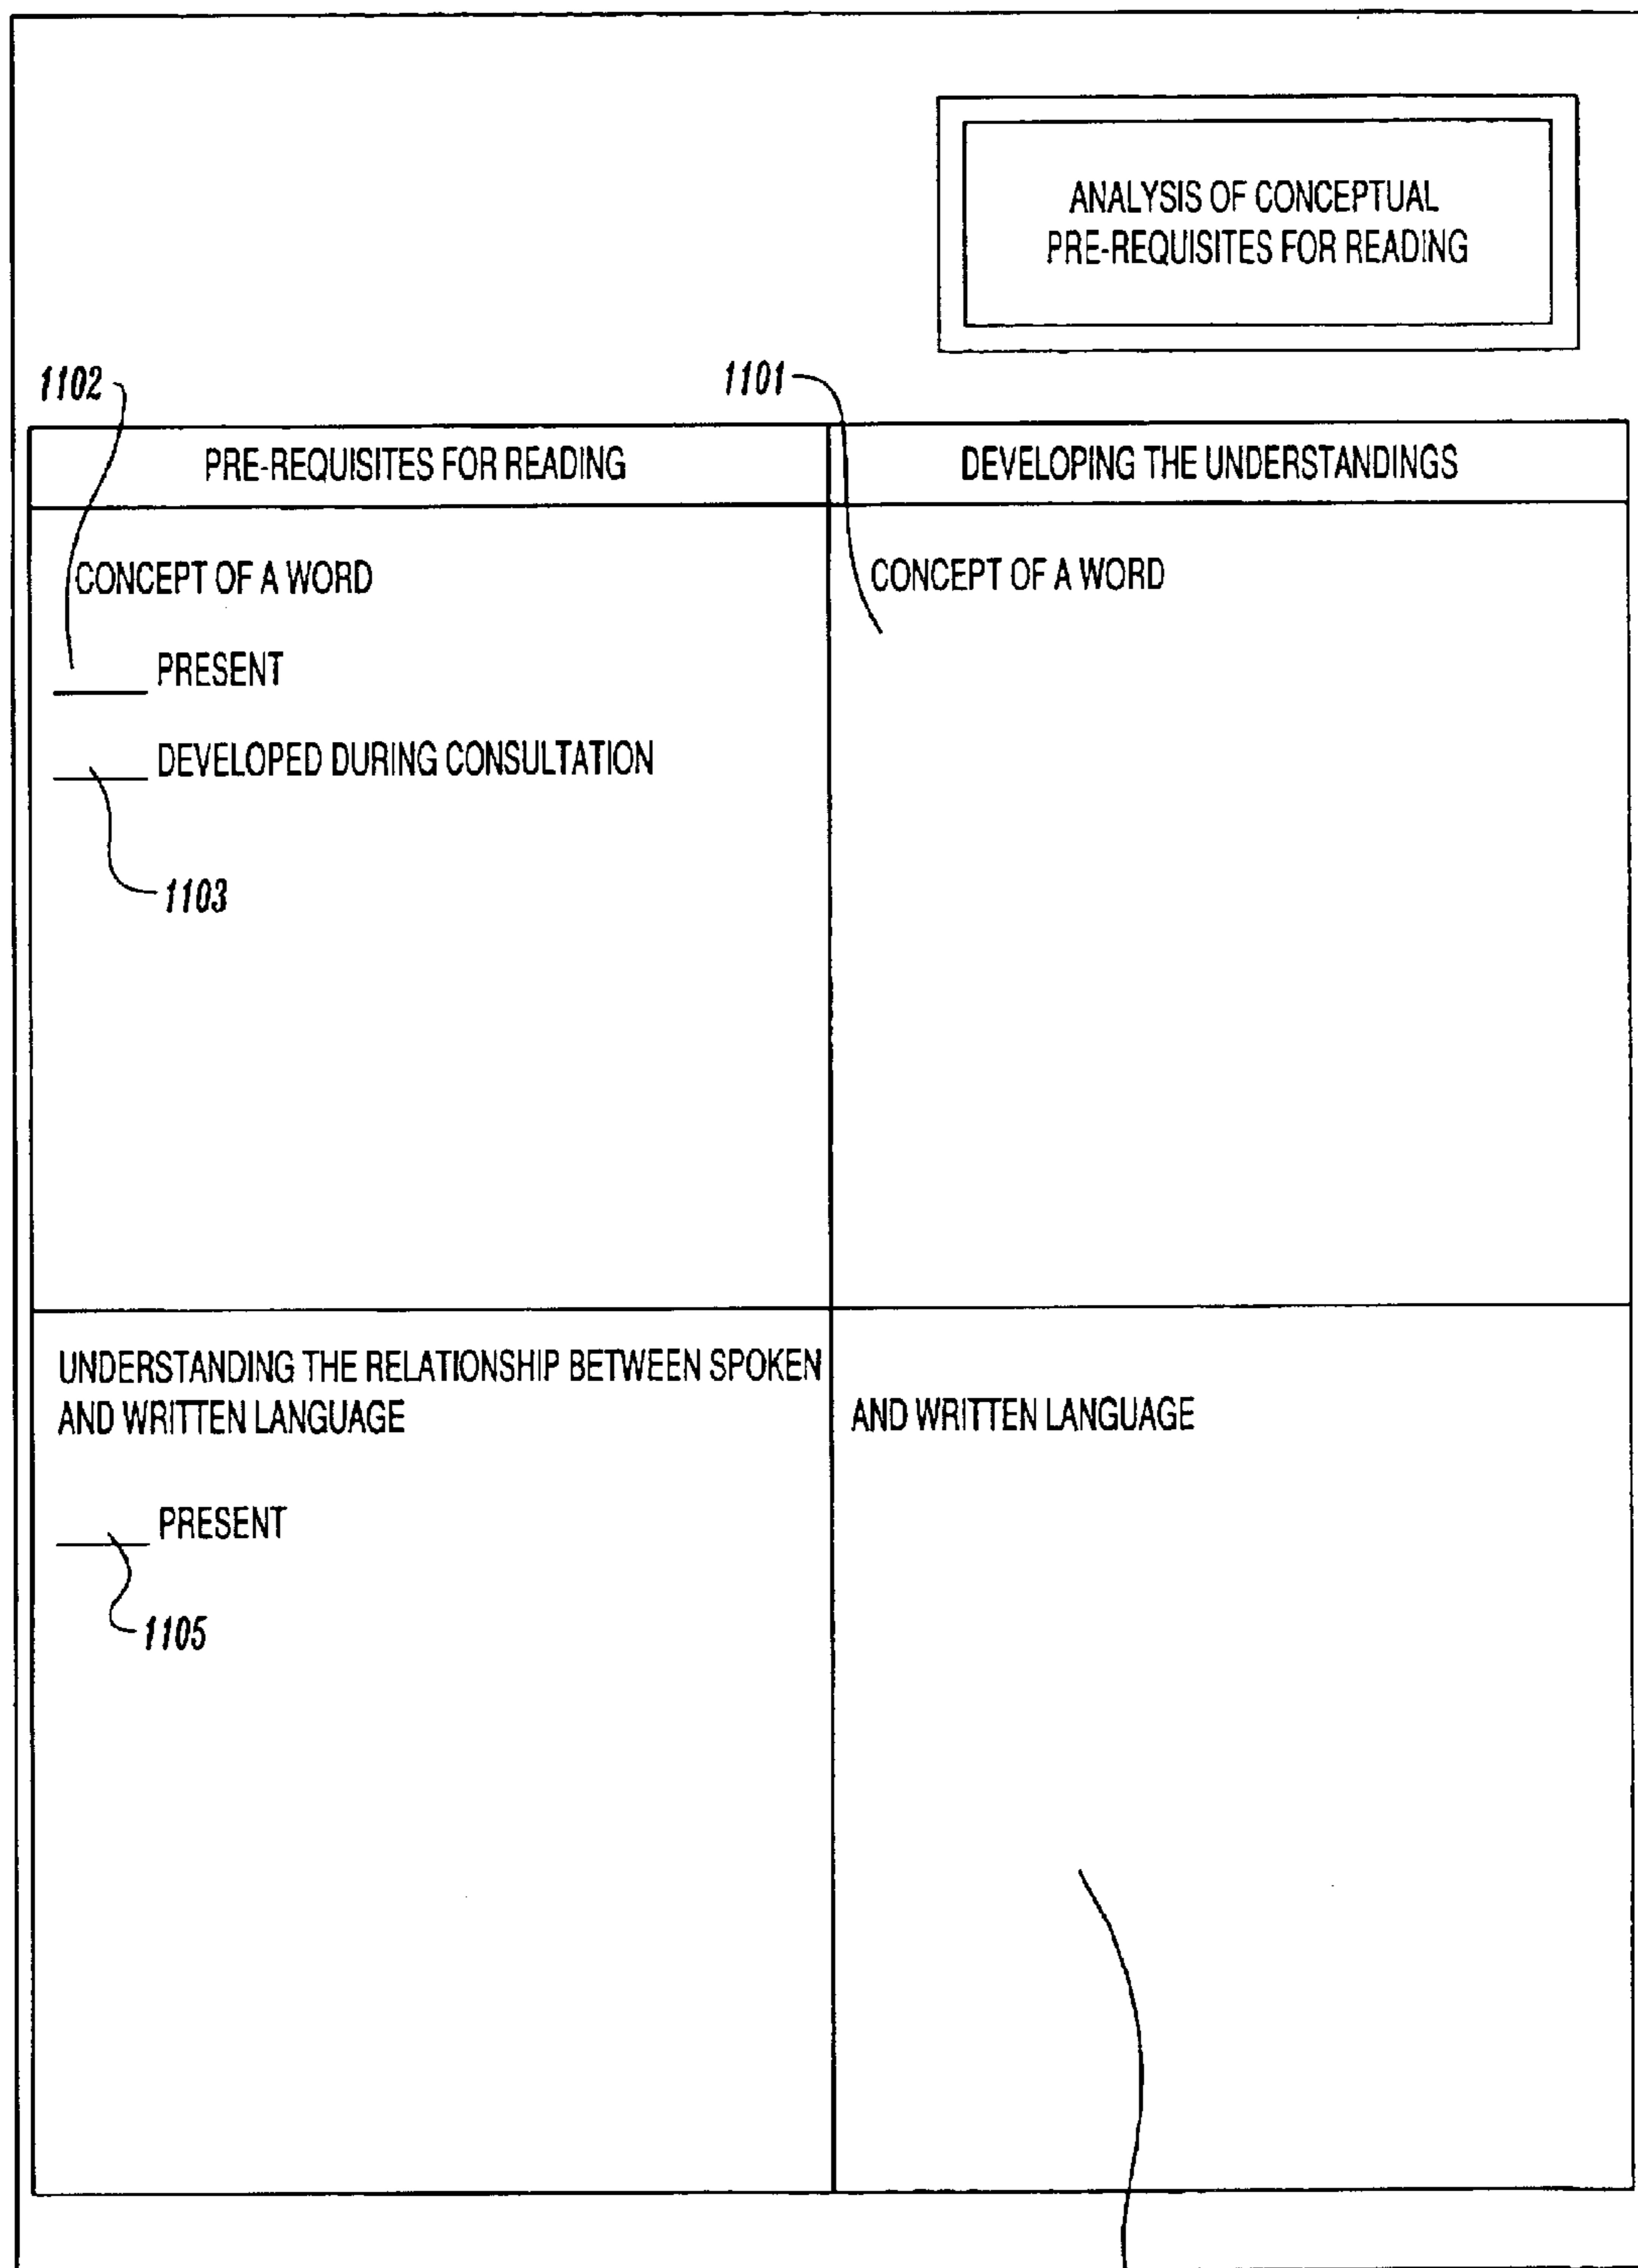 ANALYSIS OF CONCEPTUAL
PRE-REQUISITES FOR READING
1102
1101
PRE-REQUISITES FOR READING
DEVELOPING THE UNDERSTANDINGS
CONCEPT OF A WORD
PRESENT
DEVELOPED DURING CONSULTATION
1103
CONCEPT OF A WORD
UNDERSTANDING THE RELATIONSHIP BETWEEN SPOKEN
AND WRITTEN LANGUAGE
PRESENT
1105
AND WRITTEN LANGUAGE